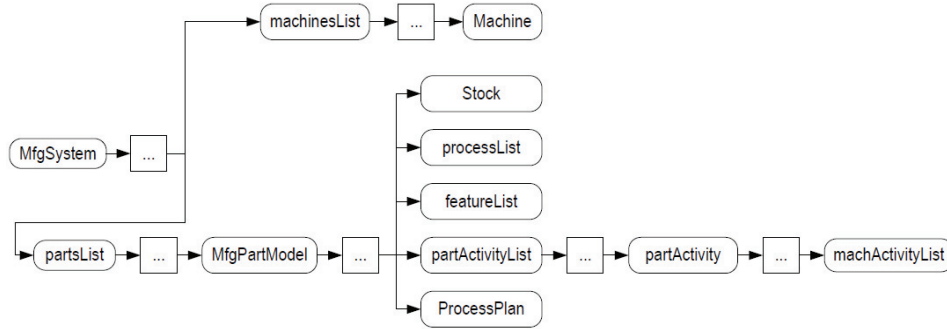 machinesList ... Machine
Stock
MfgSystem ... processList
featureList
partsList ... MfgPartModel ... partActivityList ... partActivity ... machActivityList
ProcessPlan